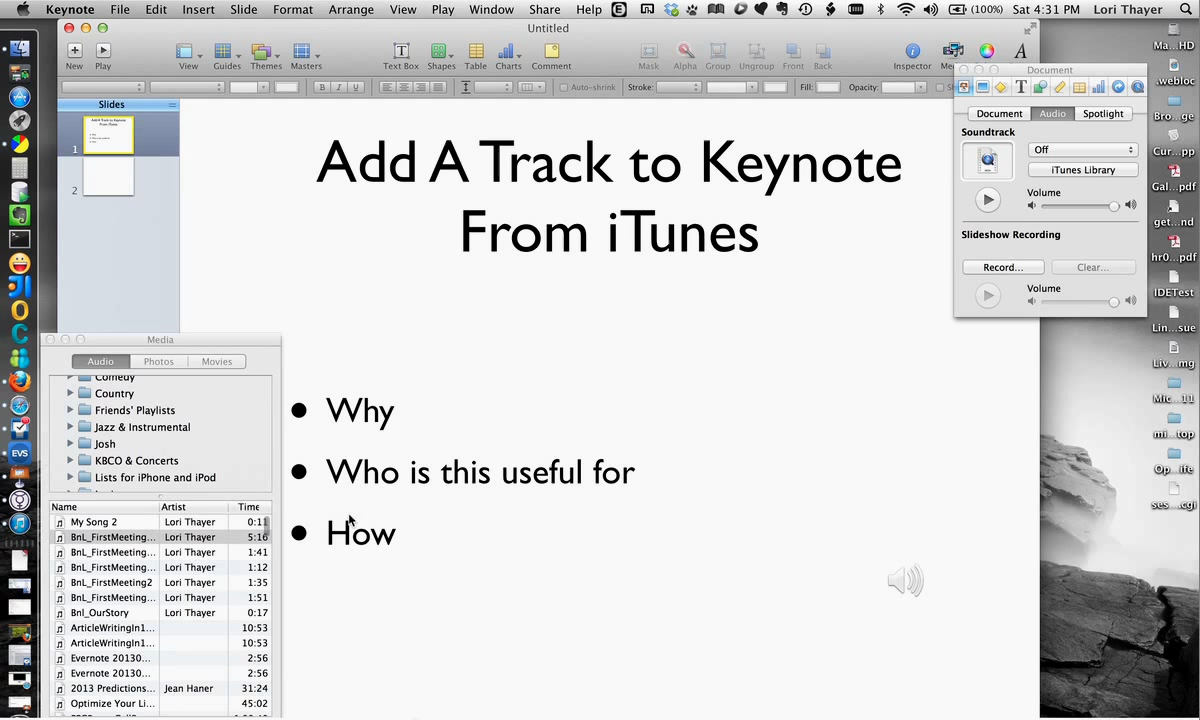 Keynote File Edit Insert Slide Format Arrange View Play Window Share Help (100%) Sat 4:31 PM Lori Thayer
Untitled
New Play View Guides Themes Masters Text Box Shapes Table Charts Comment Mask Alpha Group Ungroup Front Back Inspector
B I U Auto-shrink Stroke: Fill: Opacity:
Slides
1
2
Add A Track to Keynote
From iTunes
• Why
• Who is this useful for
• How
Document
Document Audio Spotlight
Soundtrack
Off
iTunes Library
Volume
Slideshow Recording
Record... Clear...
Volume
Media
Audio Photos Movies
Comedy
Country
Friends' Playlists
Jazz & Instrumental
Josh
KBCO & Concerts
Lists for iPhone and iPod
Name Artist Time
My Song 2 Lori Thayer
BnL_FirstMeeting... Lori Thayer 5:16
BnL_FirstMeeting... Lori Thayer 1:41
BnL_FirstMeeting... Lori Thayer 1:12
BnL_FirstMeeting2 Lori Thayer 1:35
BnL_FirstMeeting... Lori Thayer 1:51
Bnl_OurStory Lori Thayer 0:17
ArticleWritingIn1... 10:53
ArticleWritingIn1... 10:53
Evernote 20130... 2:56
Evernote 20130... 2:56
2013 Predictions... Jean Haner 31:24
Optimize Your Li... 45:02
EVS
Ma...HD
.webloc
Bro...ge
Cur...pp
Gal...pdf
get...nd
hr0...pdf
IDETest
Lin...sue
Liv...mg
Mic...11
mi...top
Op...ife
ses...cgi